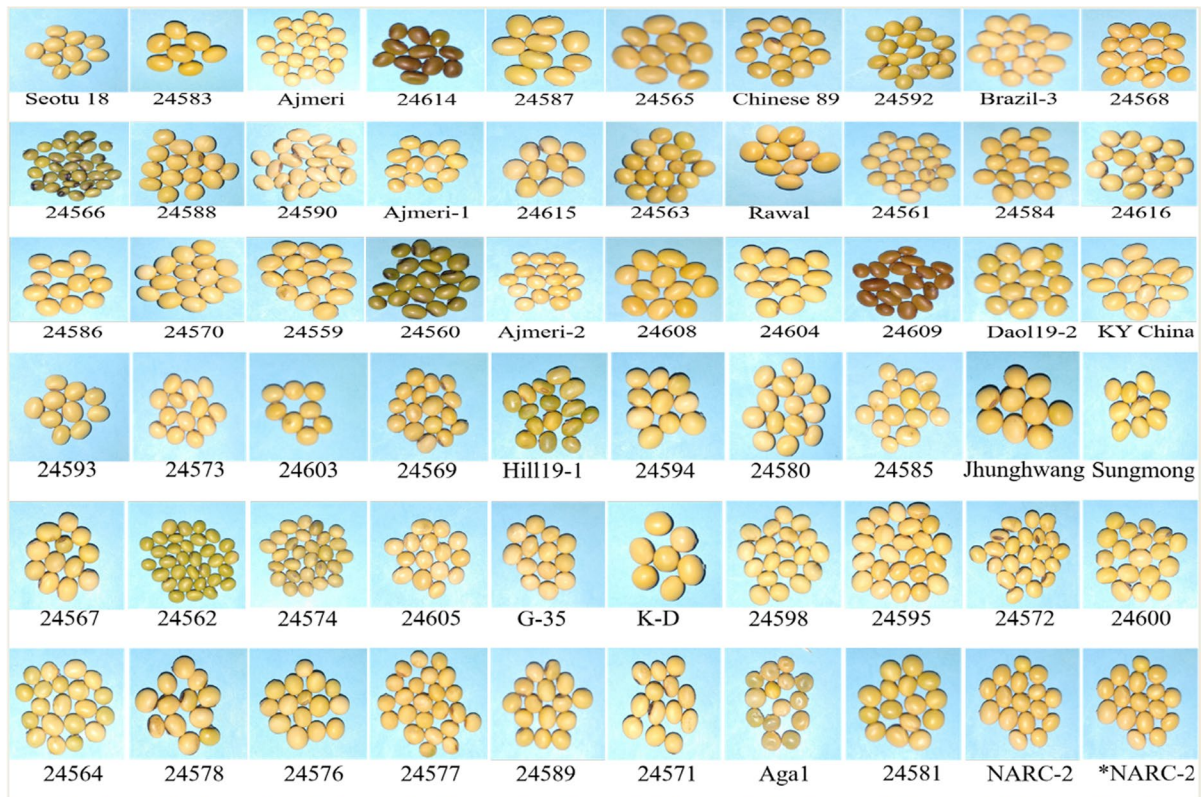 Seotu 18 24583 Ajmeri 24614 24587 24565 Chinese 89 24592 Brazil-3 24568
24566 24588 24590 Ajmeri-1 24615 24563 Rawal 24561 24584 24616
24586 24570 24559 24560 Ajmeri-2 24608 24604 24609 Daol19-2 KY China
24593 24573 24603 24569 Hill19-1 24594 24580 24585 Jhunghwang Sungmong
24567 24562 24574 24605 G-35 K-D 24598 24595 24572 24600
24564 24578 24576 24577 24589 24571 Aga1 24581 NARC-2 *NARC-2